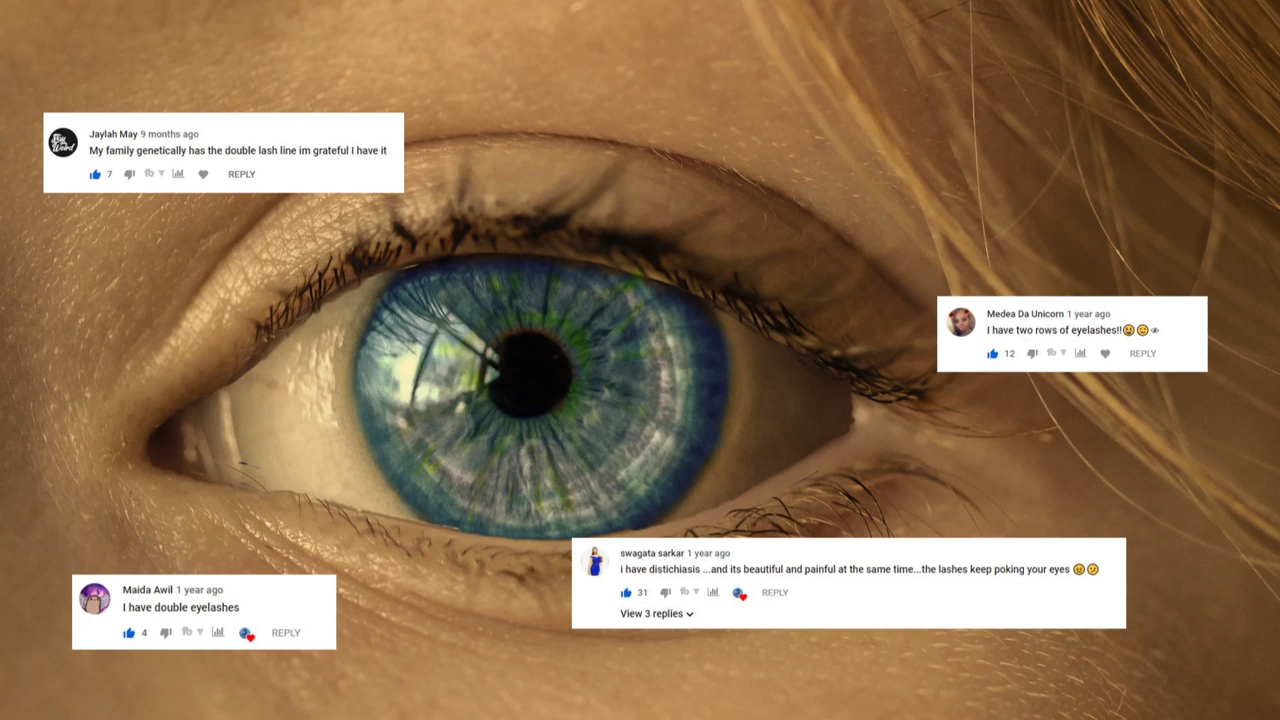 Jaylah May 9 months ago
My family genetically has the double lash line im grateful I have it
7 REPLY
Medea Da Unicorn 1 year ago
I have two rows of eyelashes!!😀🙂👁
12 REPLY
swagata sarkar 1 year ago
i have distichiasis ...and its beautiful and painful at the same time...the lashes keep poking your eyes 😖😕
31 REPLY
View 3 replies
Maida Awil 1 year ago
I have double eyelashes
4 REPLY